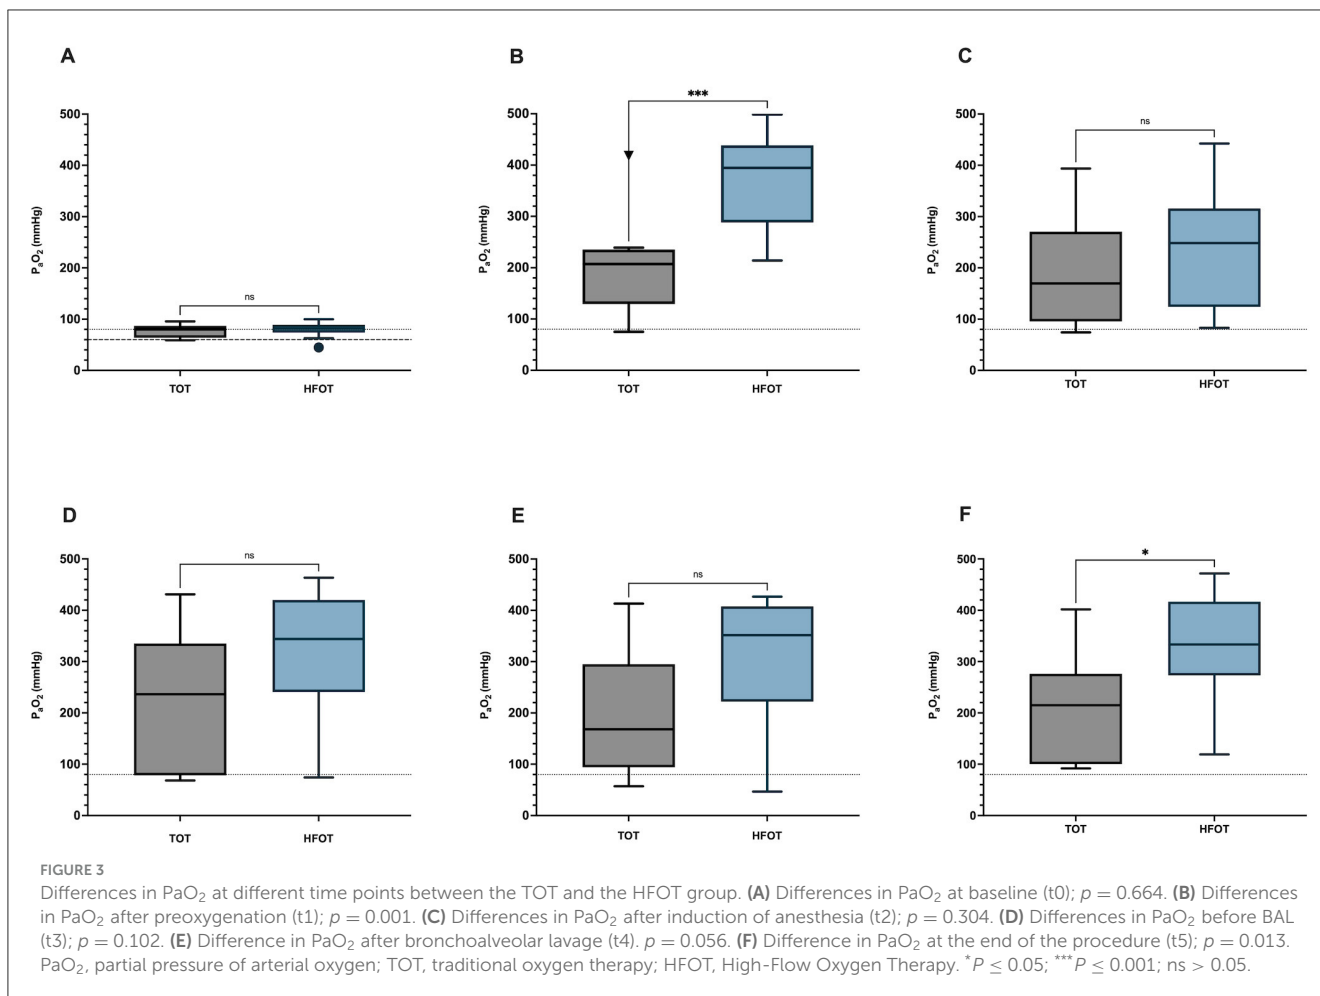 A
B
C
500
400
300
200
100
0
PaO2 (mmHg)
ns
TOT
HFOT
500
400
300
200
100
0
PaO2 (mmHg)
***
TOT
HFOT
500
400
300
200
100
0
PaO2 (mmHg)
ns
TOT
HFOT
D
E
F
500
400
300
200
100
0
PaO2 (mmHg)
ns
TOT
HFOT
500
400
300
200
100
0
PaO2 (mmHg)
ns
TOT
HFOT
500
400
300
200
100
0
PaO2 (mmHg)
*
TOT
HFOT
FIGURE 3
Differences in PaO2 at different time points between the TOT and the HFOT group. (A) Differences in PaO2 at baseline (t0); p = 0.664. (B) Differences
in PaO2 after preoxygenation (t1); p = 0.001. (C) Differences in PaO2 after induction of anesthesia (t2); p = 0.304. (D) Differences in PaO2 before BAL
(t3); p = 0.102. (E) Difference in PaO2 after bronchoalveolar lavage (t4). p = 0.056. (F) Difference in PaO2 at the end of the procedure (t5); p = 0.013.
PaO2, partial pressure of arterial oxygen; TOT, traditional oxygen therapy; HFOT, High-Flow Oxygen Therapy. *P ≤ 0.05; ***P ≤ 0.001; ns > 0.05.